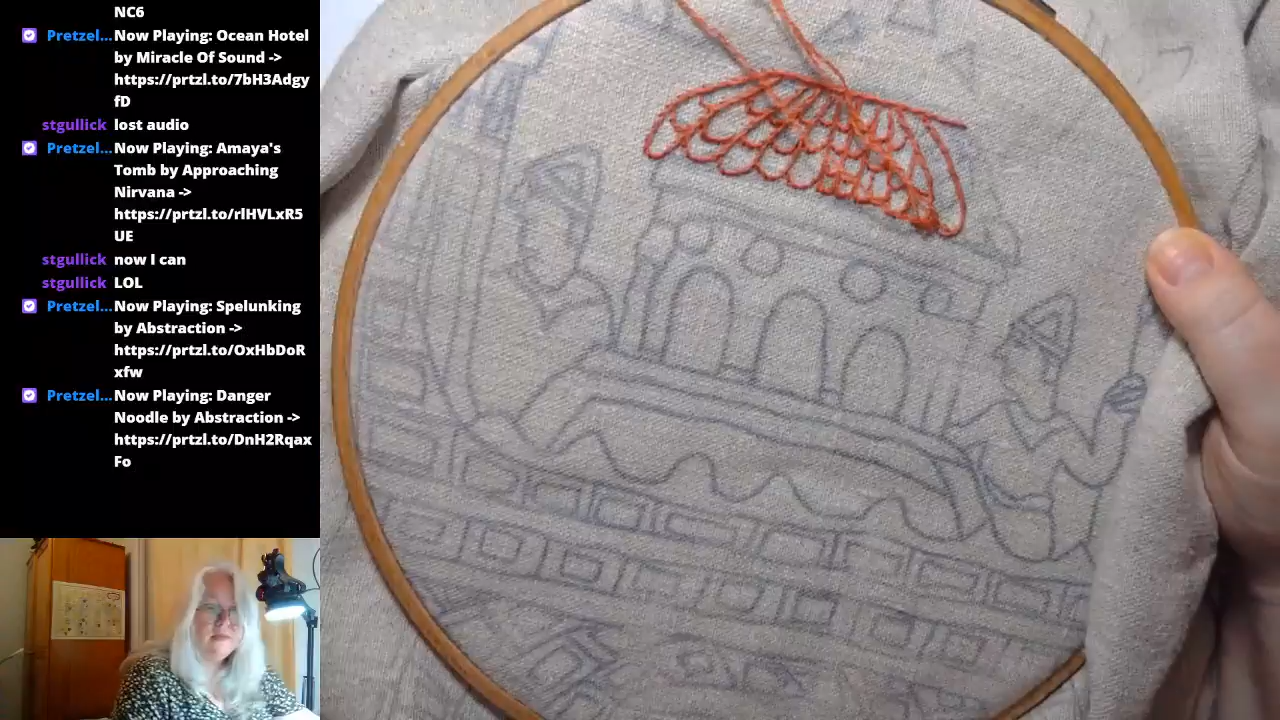 NC6
Pretzel... Now Playing: Ocean Hotel
by Miracle Of Sound ->
https://prtzl.to/7bH3Adgy
fD
stgullick lost audio
Pretzel... Now Playing: Amaya's
Tomb by Approaching
Nirvana ->
https://prtzl.to/rlHVLxR5
UE
stgullick now I can
stgullick LOL
Pretzel... Now Playing: Spelunking
by Abstraction ->
https://prtzl.to/OxHbDoR
xfw
Pretzel... Now Playing: Danger
Noodle by Abstraction ->
https://prtzl.to/DnH2Rqax
Fo